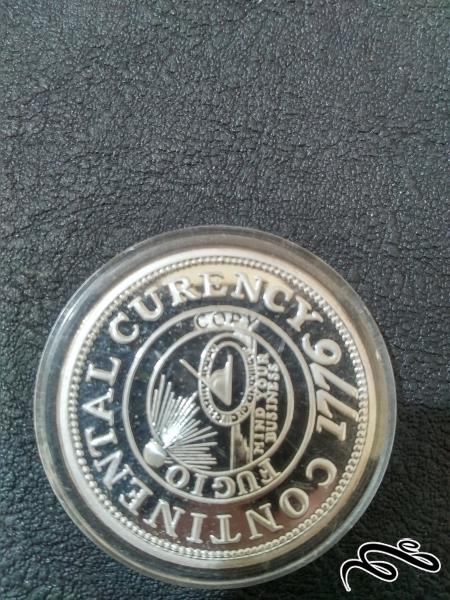 CONTINENTAL CURENCY 1776
COPY
MIND YOUR
BUSINESS
FUGIO